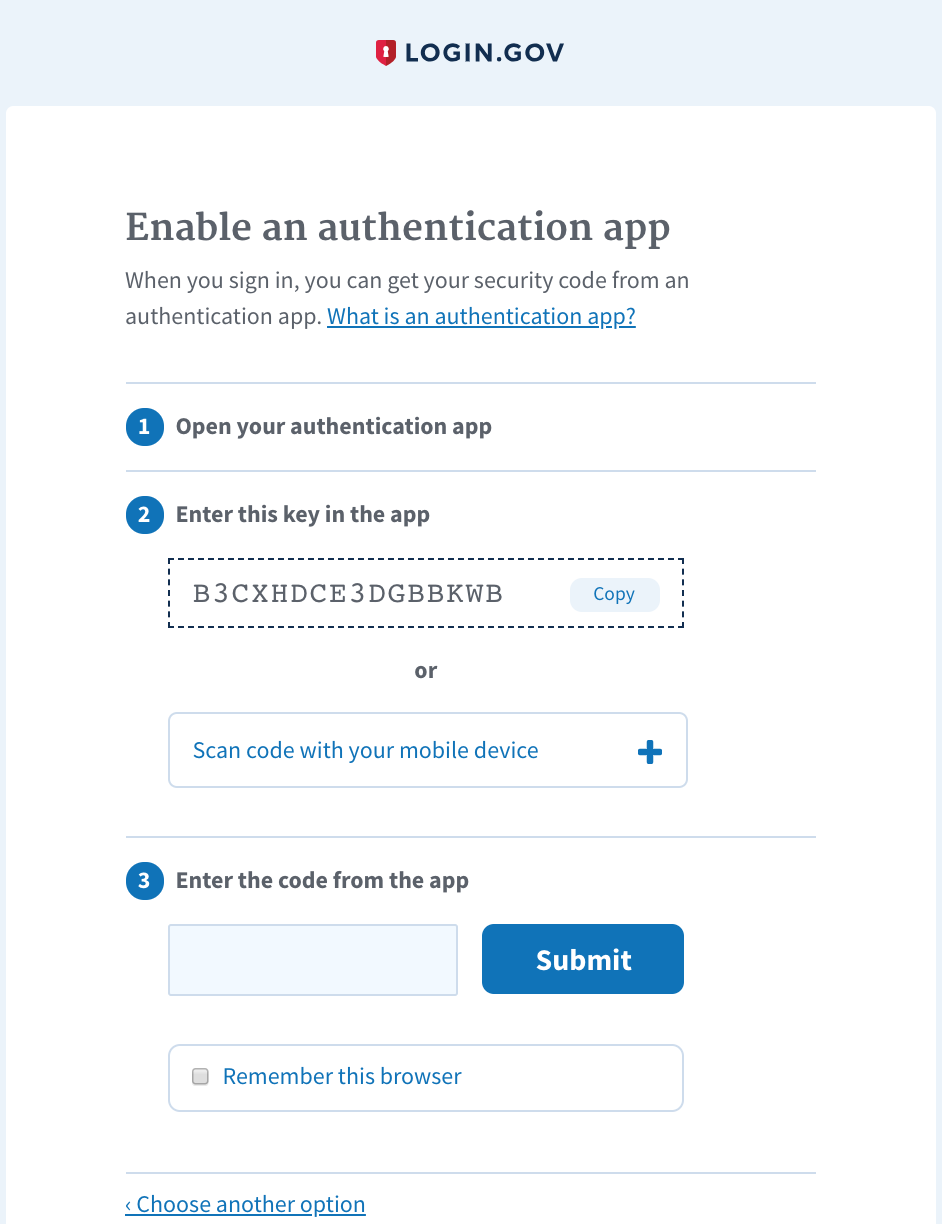 LOGIN.GOV
Enable an authentication app
When you sign in, you can get your security code from an
authentication app. What is an authentication app?
1 Open your authentication app
2 Enter this key in the app
B3CXHDCE3DGBBKWB Copy
or
Scan code with your mobile device
3 Enter the code from the app
Submit
Remember this browser
‹ Choose another option